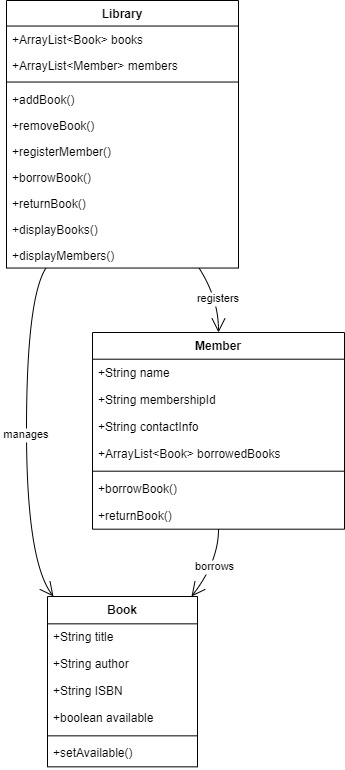 Library
+ArrayList<Book> books
+ArrayList<Member> members
+addBook()
+removeBook()
+registerMember()
+borrowBook()
+returnBook()
+displayBooks()
+displayMembers()
registers
Member
+String name
+String membershipId
+String contactInfo
+ArrayList<Book> borrowedBooks
+borrowBook()
+returnBook()
manages
borrows
Book
+String title
+String author
+String ISBN
+boolean available
+setAvailable()